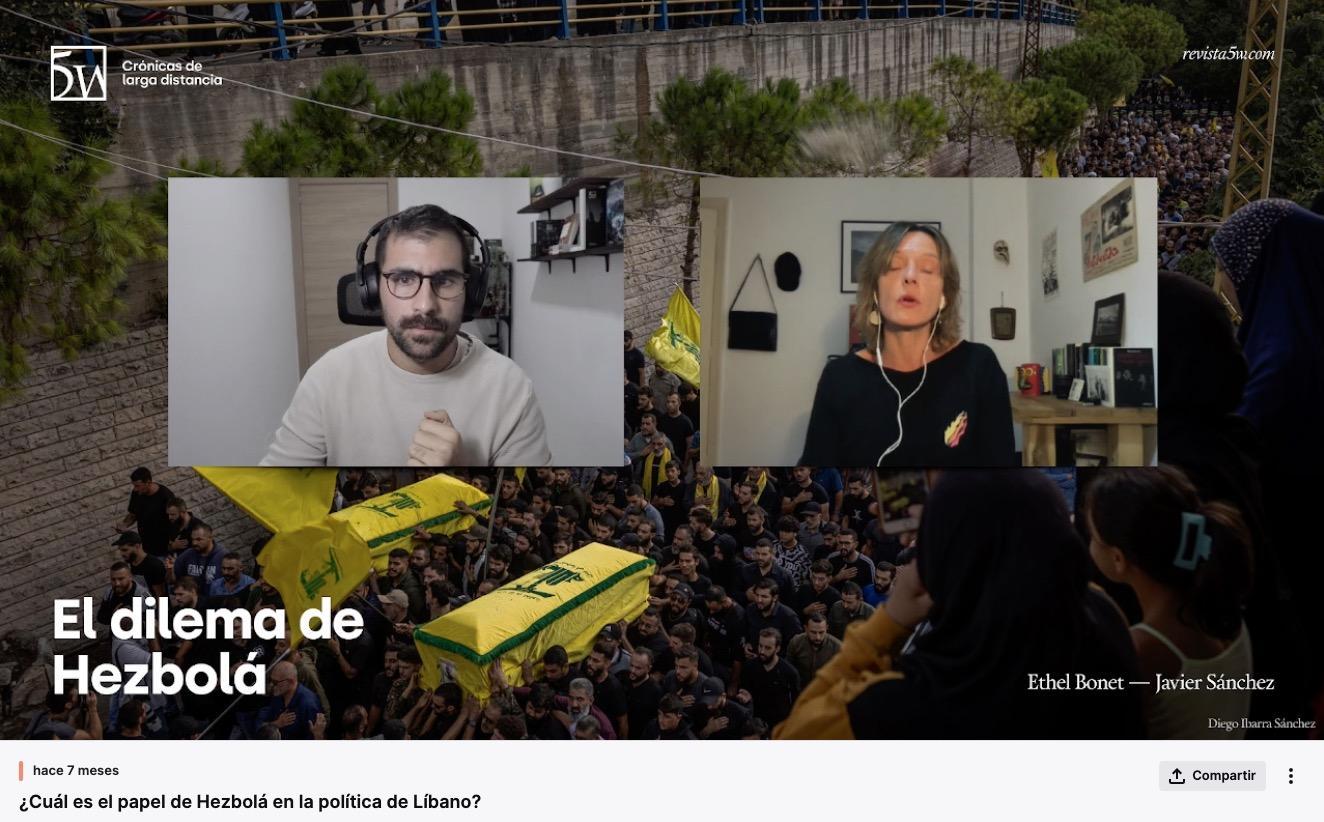 5W
Crónicas de
larga distancia
revista5w.com
El dilema de
Hezbolá
Ethel Bonet — Javier Sánchez
Diego Ibarra Sánchez
hace 7 meses
Compartir
¿Cuál es el papel de Hezbolá en la política de Líbano?